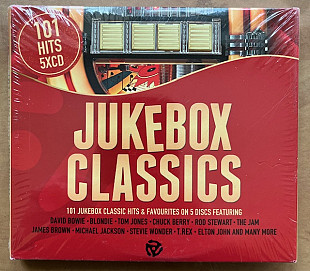 101
HITS
5XCD
JUKEBOX
CLASSICS
101 JUKEBOX CLASSIC HITS & FAVOURITES ON 5 DISCS FEATURING
DAVID BOWIE · BLONDIE · TOM JONES · CHUCK BERRY · ROD STEWART · THE JAM
JAMES BROWN · MICHAEL JACKSON · STEVIE WONDER · T.REX · ELTON JOHN AND MANY MORE